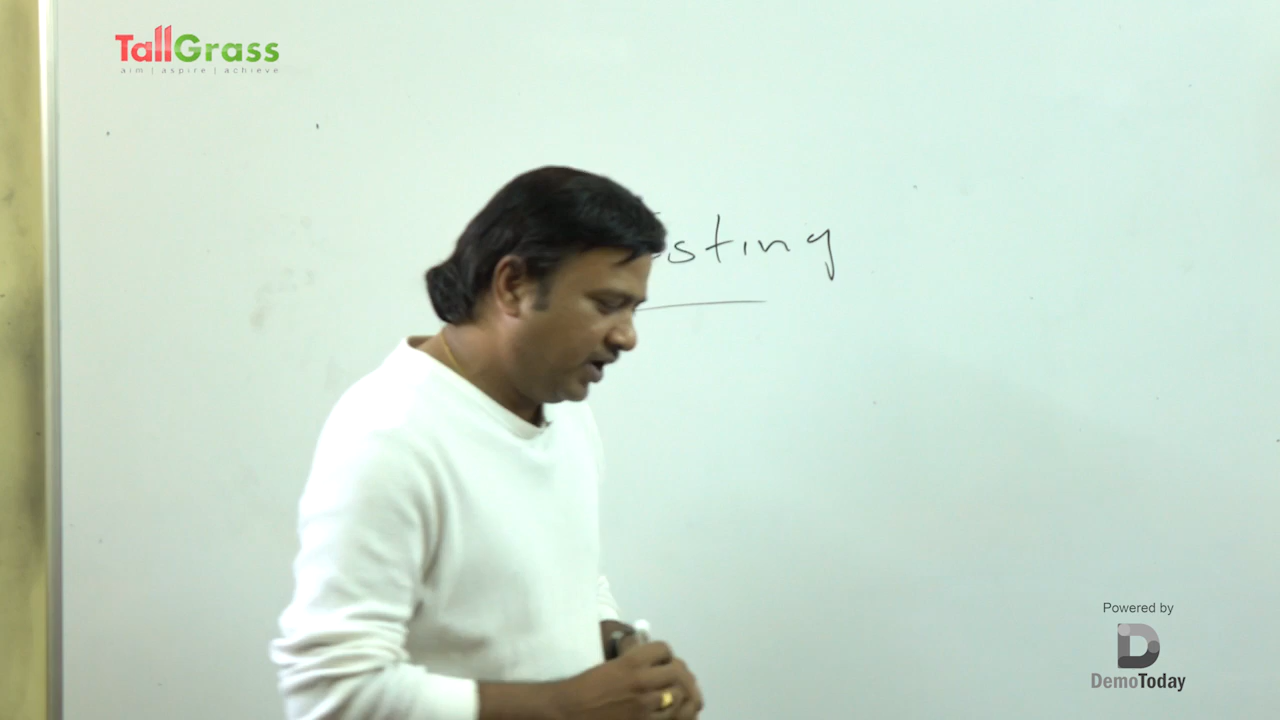 TallGrass
aim | aspire | achieve
sting
Powered by
DemoToday